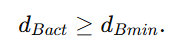 d_{Bact} ≥ d_{Bmin}.